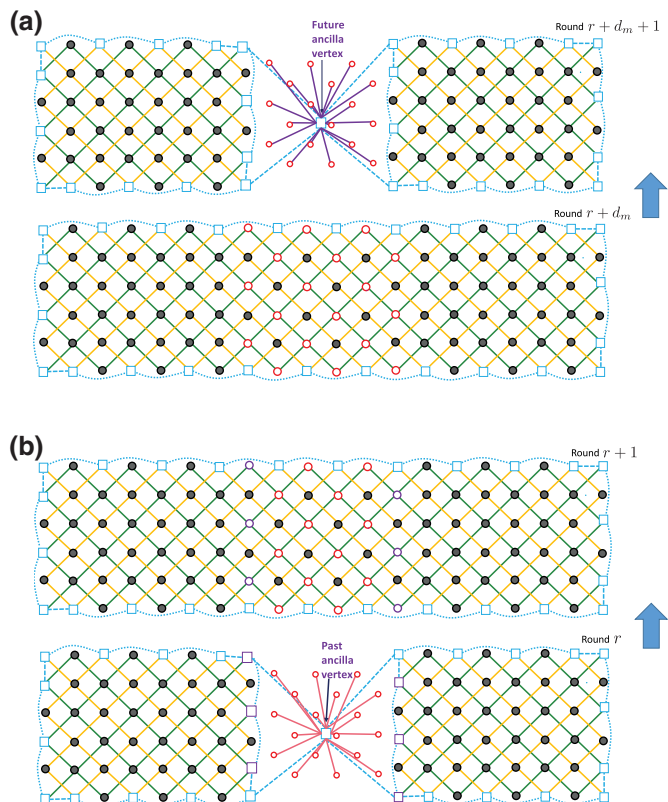 (a)
Future
ancilla
vertex
Round r + d_m + 1
Round r + d_m
(b)
Round r + 1
Past
ancilla
vertex
Round r